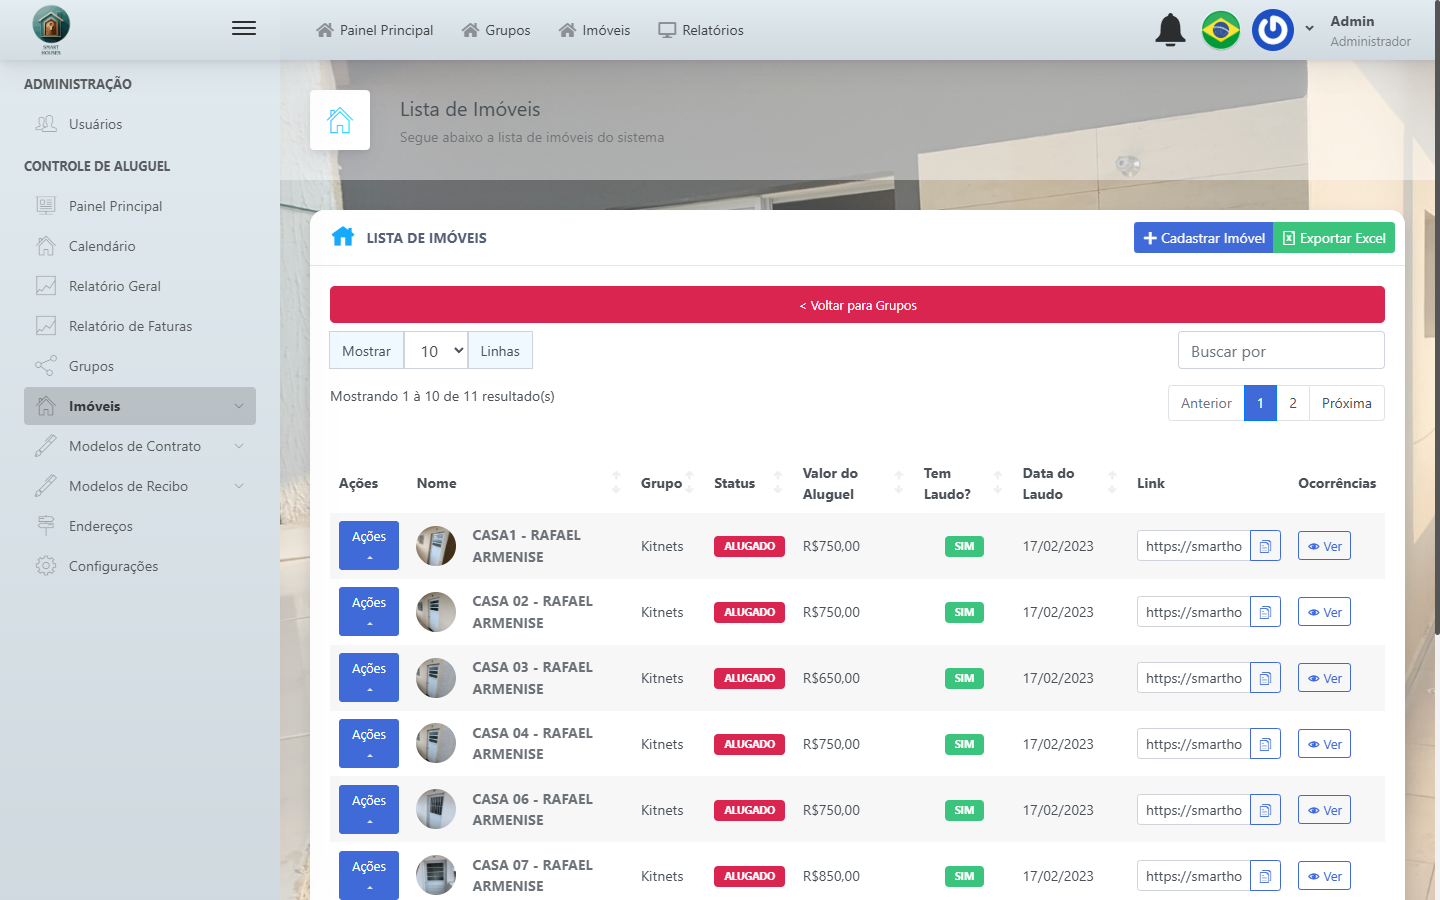 SMART
HOUSES
Painel Principal
Grupos
Imóveis
Relatórios
Admin
Administrador
ADMINISTRAÇÃO
Usuários
CONTROLE DE ALUGUEL
Painel Principal
Calendário
Relatório Geral
Relatório de Faturas
Grupos
Imóveis
Modelos de Contrato
Modelos de Recibo
Endereços
Configurações
Lista de Imóveis
Segue abaixo a lista de imóveis do sistema
LISTA DE IMÓVEIS
Cadastrar Imóvel
Exportar Excel
< Voltar para Grupos
Mostrar 10 Linhas
Buscar por
Mostrando 1 à 10 de 11 resultado(s)
Anterior 1 2 Próxima
Ações Nome Grupo Status Valor do Aluguel Tem Laudo? Data do Laudo Link Ocorrências
Ações CASA1 - RAFAEL ARMENISE Kitnets ALUGADO R$750,00 SIM 17/02/2023 https://smartho Ver
Ações CASA 02 - RAFAEL ARMENISE Kitnets ALUGADO R$750,00 SIM 17/02/2023 https://smartho Ver
Ações CASA 03 - RAFAEL ARMENISE Kitnets ALUGADO R$650,00 SIM 17/02/2023 https://smartho Ver
Ações CASA 04 - RAFAEL ARMENISE Kitnets ALUGADO R$750,00 SIM 17/02/2023 https://smartho Ver
Ações CASA 06 - RAFAEL ARMENISE Kitnets ALUGADO R$750,00 SIM 17/02/2023 https://smartho Ver
Ações CASA 07 - RAFAEL ARMENISE Kitnets ALUGADO R$850,00 SIM 17/02/2023 https://smartho Ver